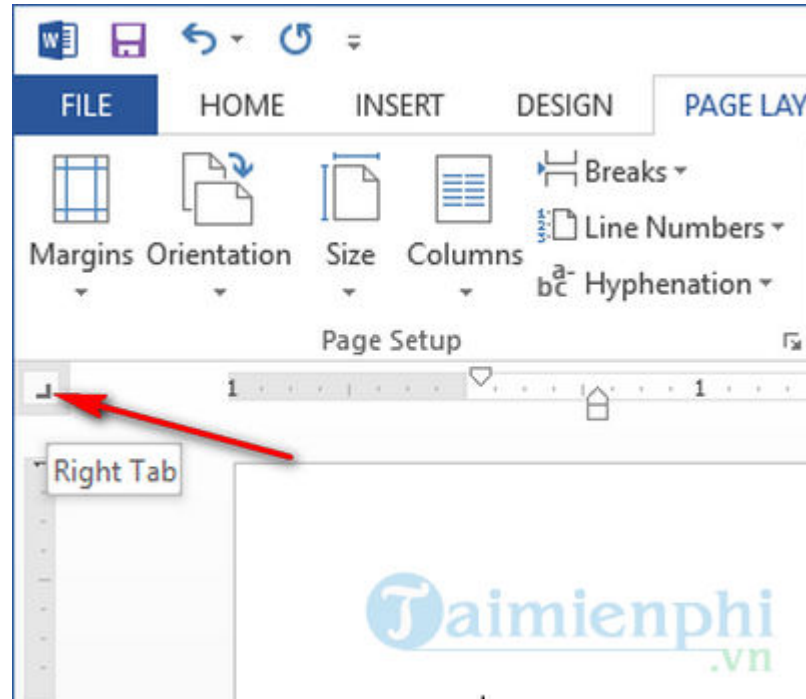 FILE HOME INSERT DESIGN PAGE LAY
Breaks
Line Numbers
Margins Orientation Size Columns
Hyphenation
Page Setup
1 1
Right Tab
Taimienphi
.vn